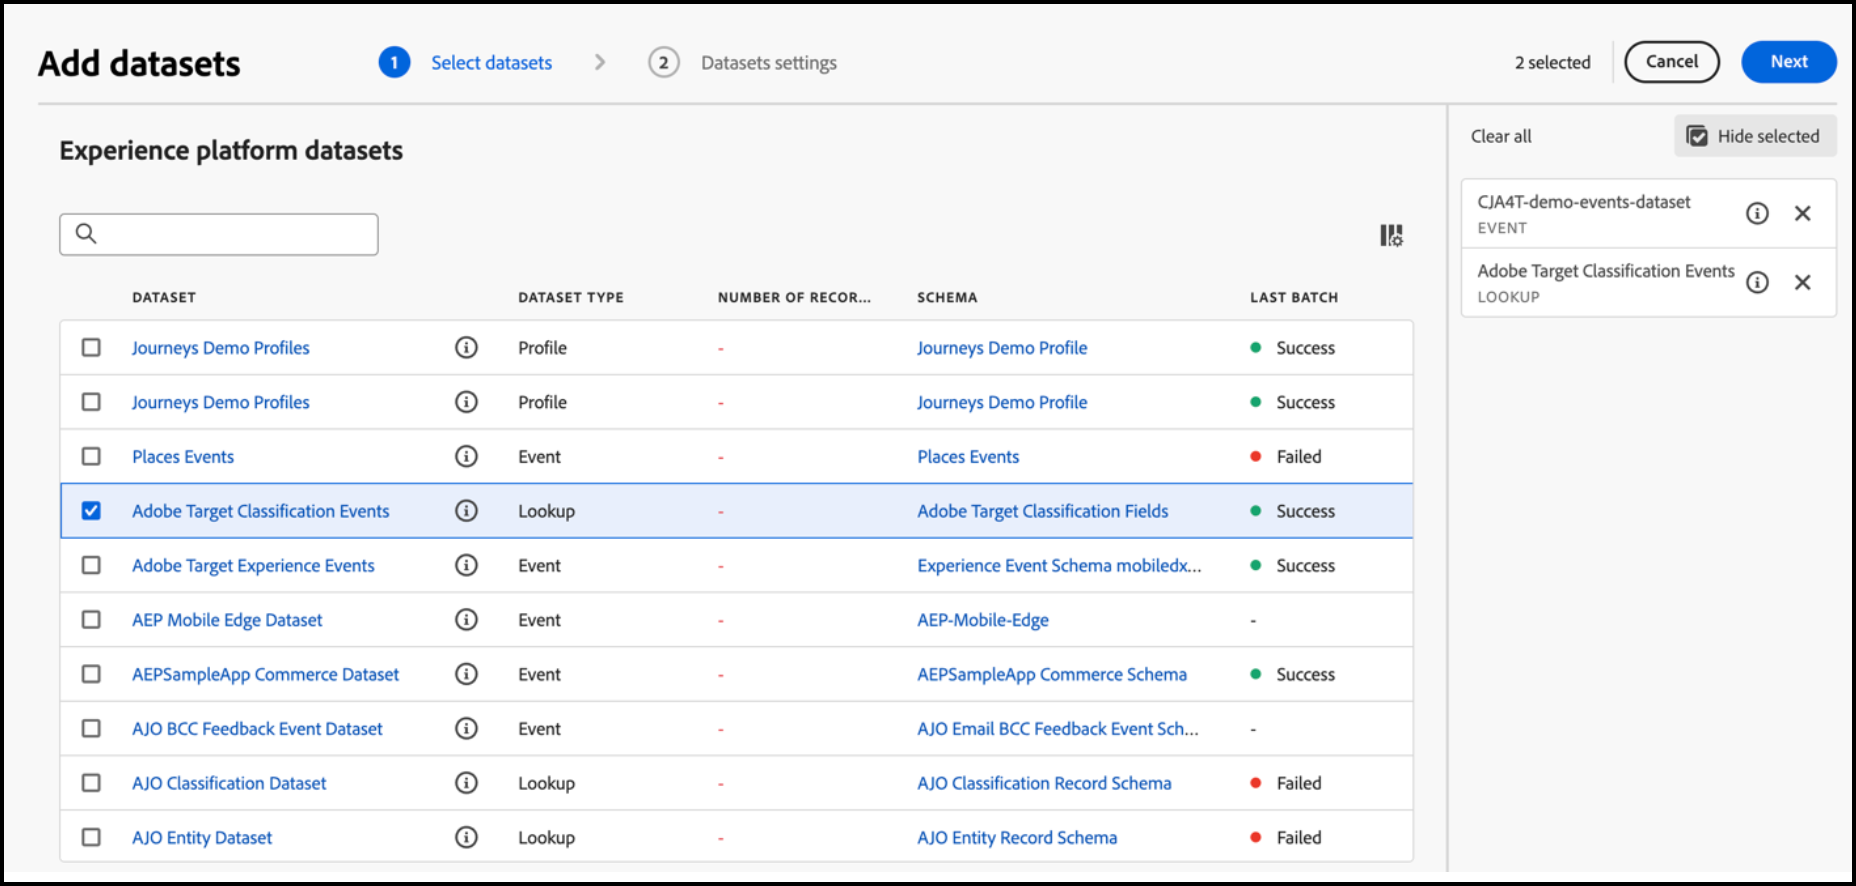 Add datasets
1 Select datasets
2 Datasets settings
2 selected
Cancel
Next
Experience platform datasets
Clear all
Hide selected
CJA4T-demo-events-dataset
EVENT
Adobe Target Classification Events
LOOKUP
DATASET DATASET TYPE NUMBER OF RECOR... SCHEMA LAST BATCH
Journeys Demo Profiles Profile - Journeys Demo Profile Success
Journeys Demo Profiles Profile - Journeys Demo Profile Success
Places Events Event - Places Events Failed
Adobe Target Classification Events Lookup - Adobe Target Classification Fields Success
Adobe Target Experience Events Event - Experience Event Schema mobiledx... Success
AEP Mobile Edge Dataset Event - AEP-Mobile-Edge -
AEPSampleApp Commerce Dataset Event - AEPSampleApp Commerce Schema Success
AJO BCC Feedback Event Dataset Event - AJO Email BCC Feedback Event Sch... -
AJO Classification Dataset Lookup - AJO Classification Record Schema Failed
AJO Entity Dataset Lookup - AJO Entity Record Schema Failed